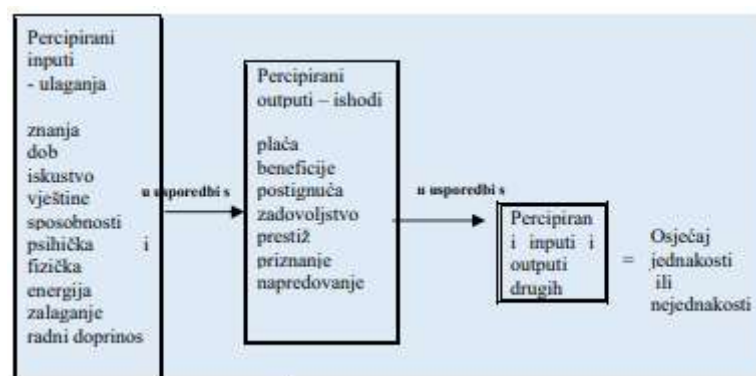 Percipirani
inputi
- ulaganja
znanja
dob
iskustvo
vještine
sposobnosti
psihička i
fizička
energija
zalaganje
radni doprinos
u usporedbi s
Percipirani
outputi – ishodi
plaća
beneficije
postignuća
zadovoljstvo
prestiž
priznanje
napredovanje
u usporedbi s
Percipiran
i inputi i
outputi
drugih
=
Osjećaj
jednakosti
ili
nejednakosti